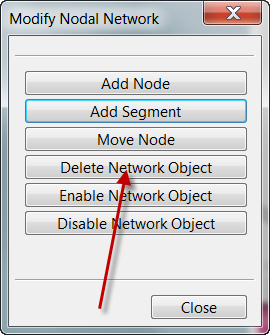 Modify Nodal Network
Add Node
Add Segment
Move Node
Delete Network Object
Enable Network Object
Disable Network Object
Close